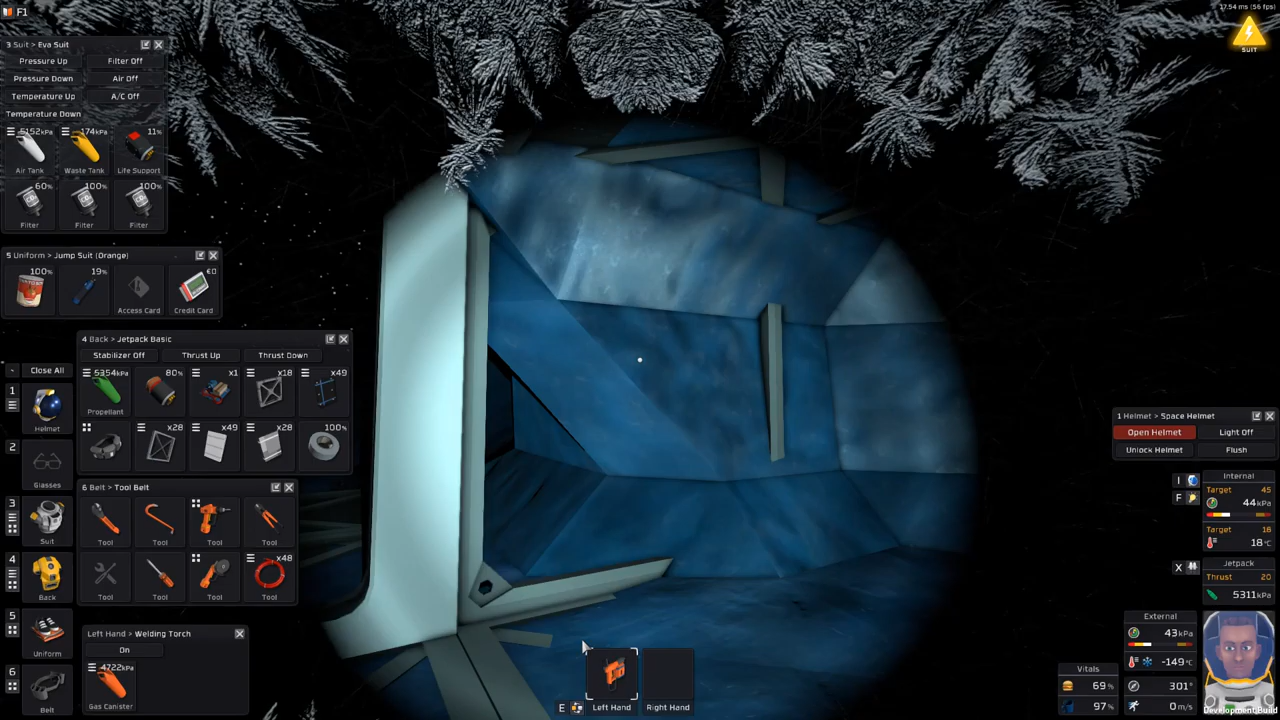 F1
17.54 ms (56 fps)
SUIT
3 Suit > Eva Suit
Pressure Up
Filter Off
Pressure Down
Air Off
Temperature Up
A/C Off
Temperature Down
5152kPa
174kPa
11%
Air Tank
Waste Tank
Life Support
60%
100%
100%
Filter
Filter
Filter
5 Uniform > Jump Suit (Orange)
100%
19%
€0
Access Card
Credit Card
4 Back > Jetpack Basic
Stabilizer Off
Thrust Up
Thrust Down
5354kPa
80%
x1
x18
x49
Propellant
x28
x49
x28
100%
Close All
1
Helmet
2
Glasses
3
Suit
4
Back
5
Uniform
6
Belt
6 Belt > Tool Belt
Tool
Tool
Tool
Tool
x48
Tool
Tool
Tool
Tool
Left Hand > Welding Torch
On
4722kPa
Gas Canister
E
Left Hand
Right Hand
1 Helmet > Space Helmet
Open Helmet
Light Off
Unlock Helmet
Flush
Internal
I
Target 45
F
44kPa
Target 18
18°C
Jetpack
X
Thrust 20
5311kPa
External
43kPa
-149°C
301°
0m/s
Vitals
69%
97%
Development Build